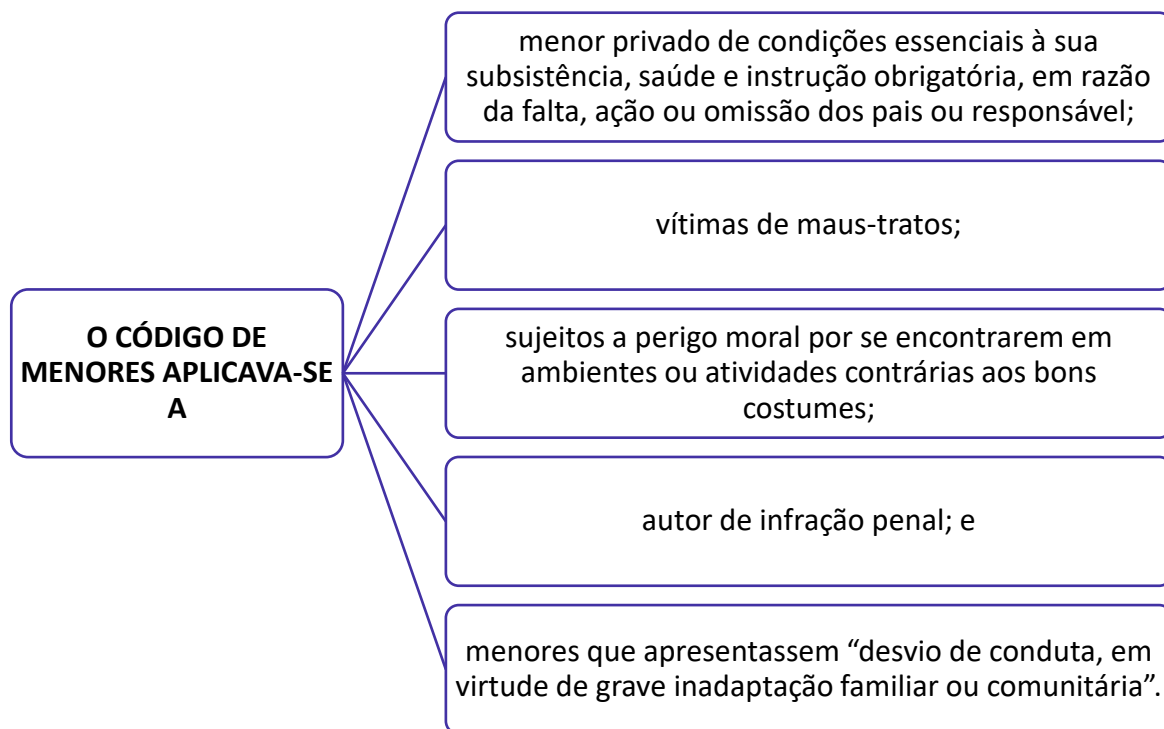 menor privado de condições essenciais à sua
subsistência, saúde e instrução obrigatória, em razão
da falta, ação ou omissão dos pais ou responsável;
vítimas de maus-tratos;
O CÓDIGO DE
MENORES APLICAVA-SE
A
sujeitos a perigo moral por se encontrarem em
ambientes ou atividades contrárias aos bons
costumes;
autor de infração penal; e
menores que apresentassem “desvio de conduta, em
virtude de grave inadaptação familiar ou comunitária”.